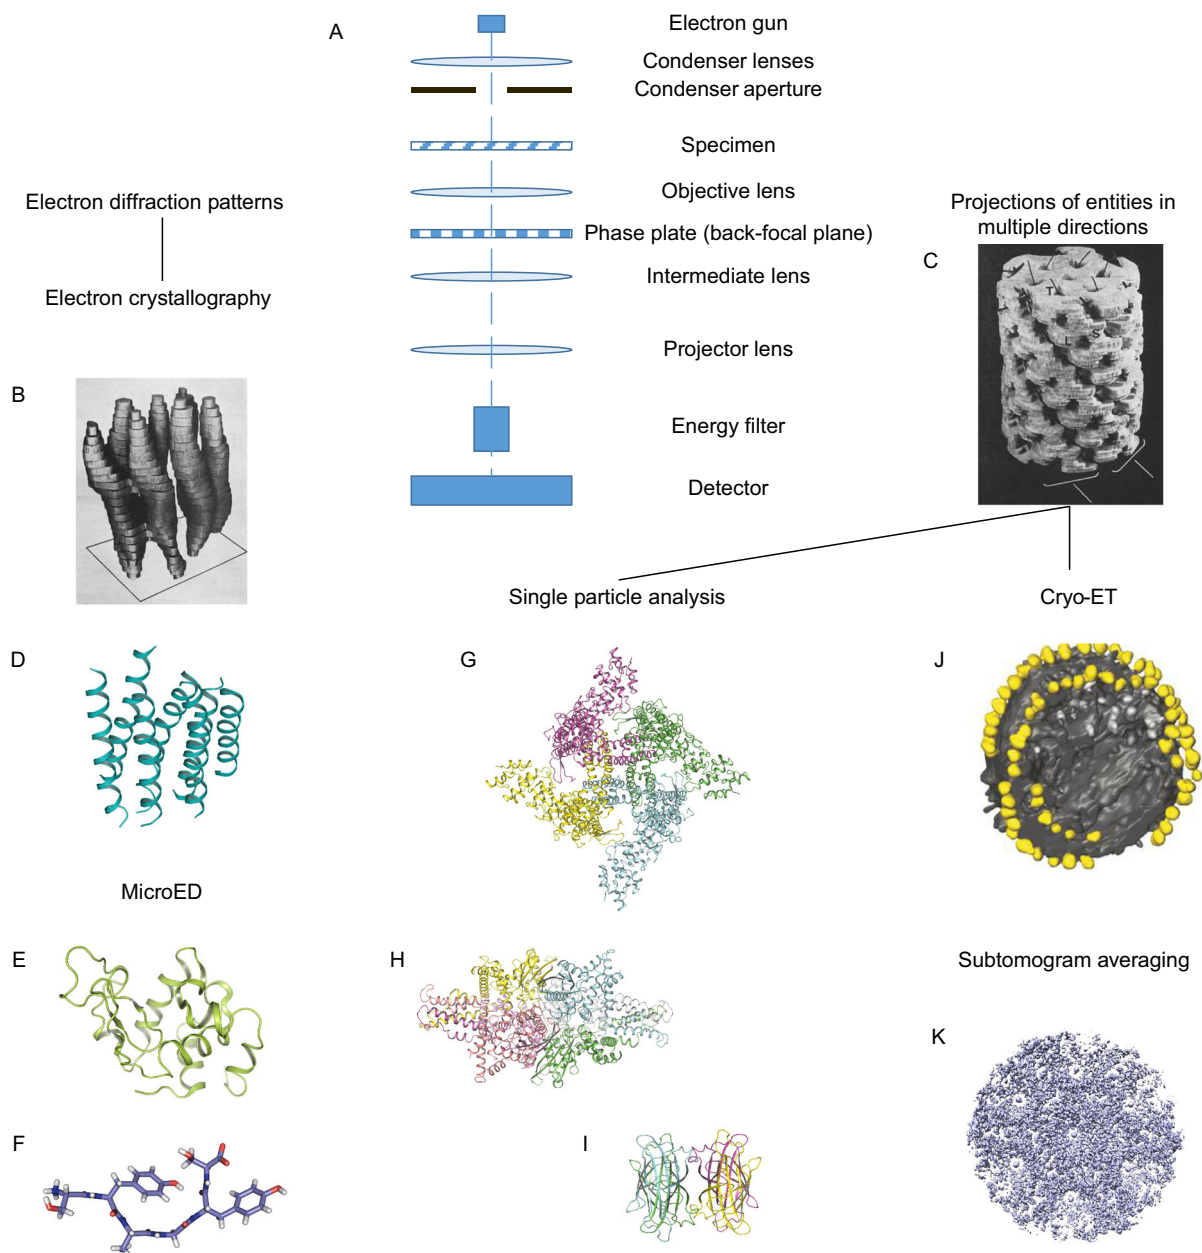 A
Electron gun
Condenser lenses
Condenser aperture
Specimen
Electron diffraction patterns
Objective lens
Projections of entities in
multiple directions
Phase plate (back-focal plane)
C
Electron crystallography
Intermediate lens
T
L
S
Projector lens
B
Energy filter
Detector
Single particle analysis
Cryo-ET
D
G
J
MicroED
E
H
Subtomogram averaging
K
F
I